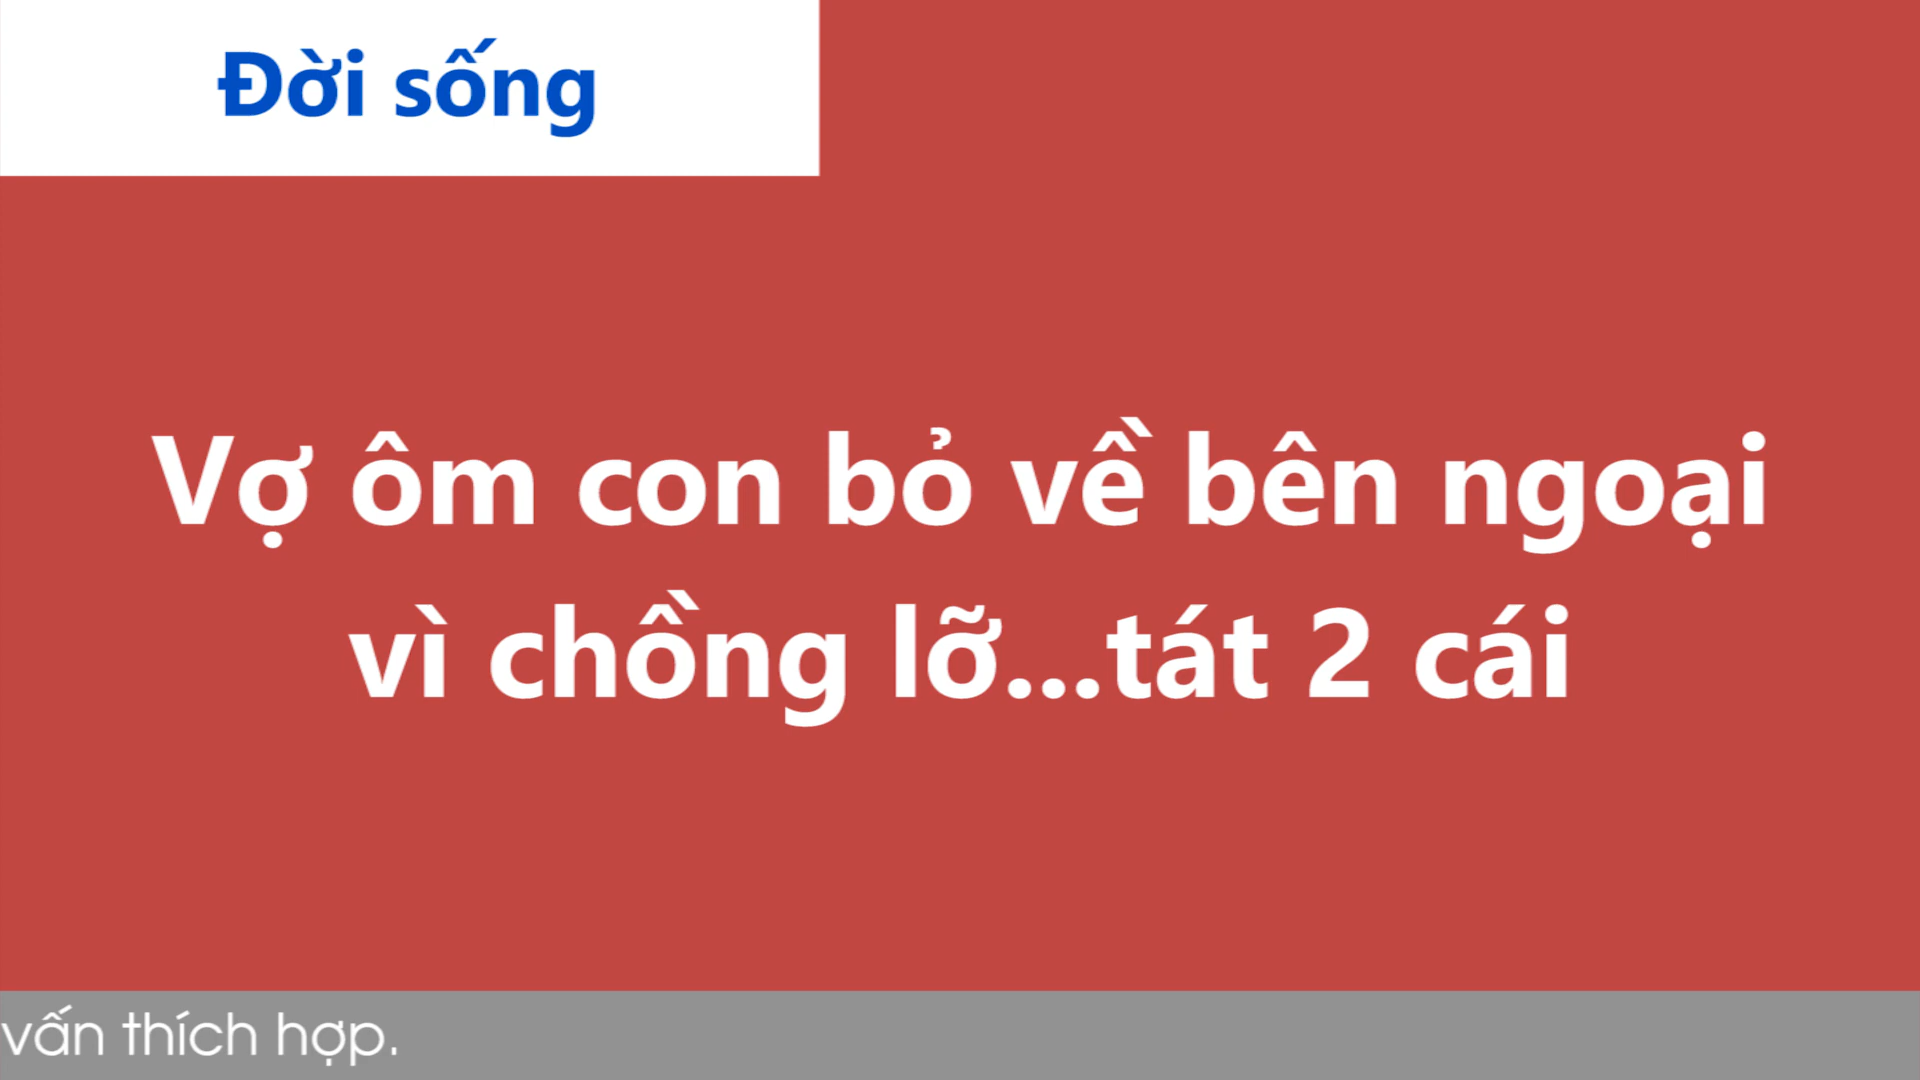 Đời sống
Vợ ôm con bỏ về bên ngoại
vì chồng lỡ...tát 2 cái
vấn thích hợp.